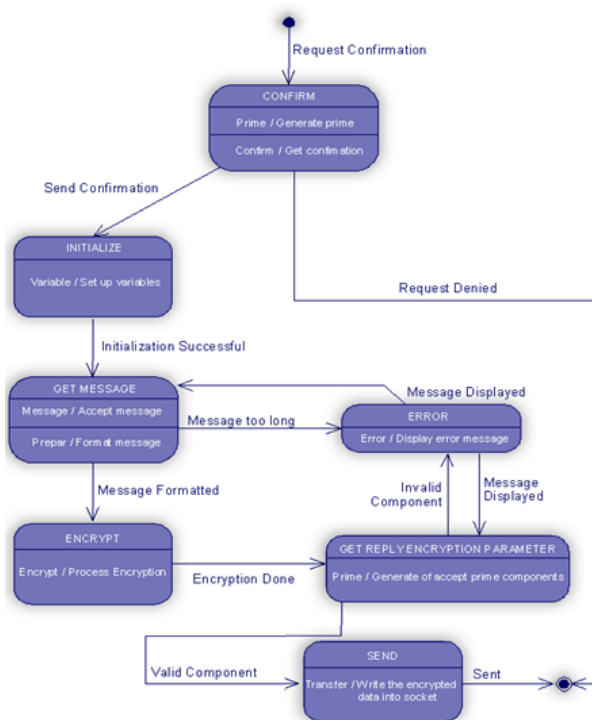 Request Confirmation
CONFIRM
Prime / Generate prime
Confirm / Get confimation
Send Confirmation
INITIALIZE
Variable / Set up variables
Request Denied
Initialization Successful
GET MESSAGE
Message / Accept message
Prepar / Format message
Message Displayed
Message too long
ERROR
Error / Display error message
Message Formatted
Invalid
Component
Message
Displayed
ENCRYPT
Encrypt / Process Encryption
Encryption Done
GET REPLY ENCRYPTION PARAMETER
Prime / Generate of accept prime components
Valid Component
SEND
Transfer / Write the encrypted
data into socket
Sent